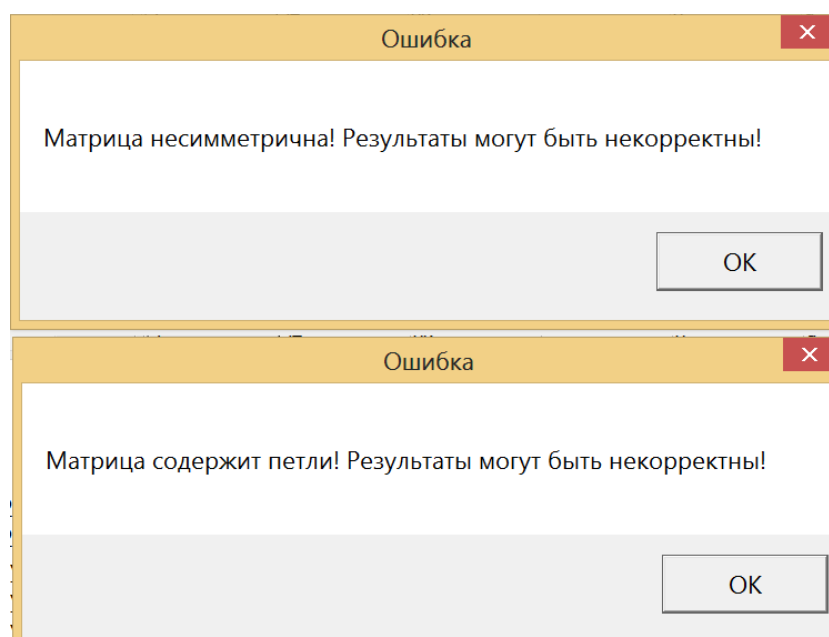 Ошибка
Матрица несимметрична! Результаты могут быть некорректны!
OK
Ошибка
Матрица содержит петли! Результаты могут быть некорректны!
OK